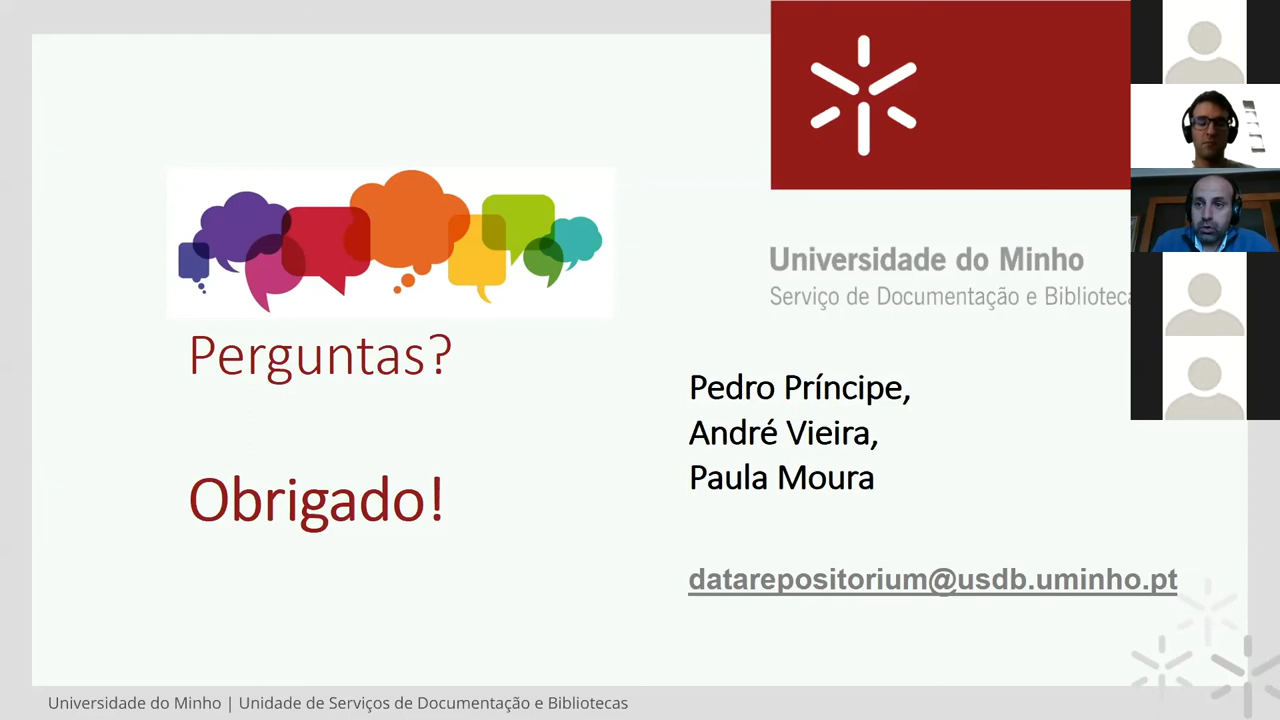 Universidade do Minho
Serviço de Documentação e
Perguntas?
Obrigado!
Pedro Príncipe,
André Vieira,
Paula Moura
datarepositorium@usdb.uminho.pt
Universidade do Minho | Unidade de Serviços de Documentação e Bibliotecas